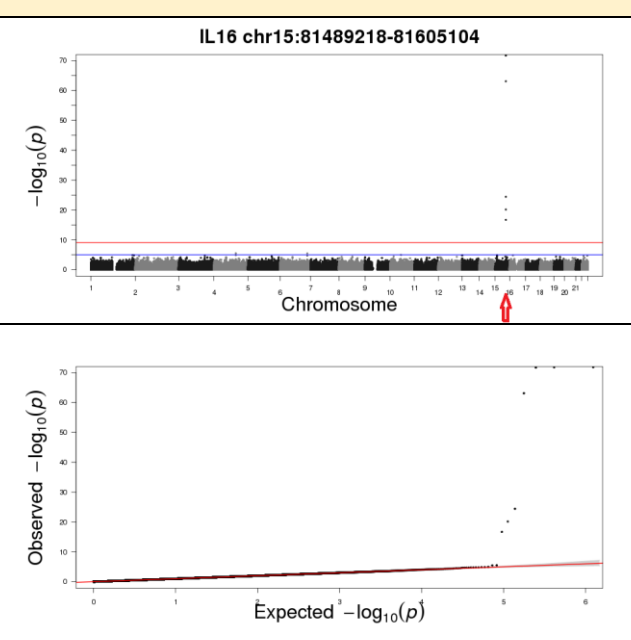 IL16 chr15:81489218-81605104
−log₁₀(p)
70
60
50
40
30
20
10
0
1 2 3 4 5 6 7 8 9 10 11 12 13 14 15 16 17 18 19 20 21
Chromosome
Observed −log₁₀(p)
70
60
50
40
30
20
10
0
0 1 2 3 4 5 6
Expected −log₁₀(p)